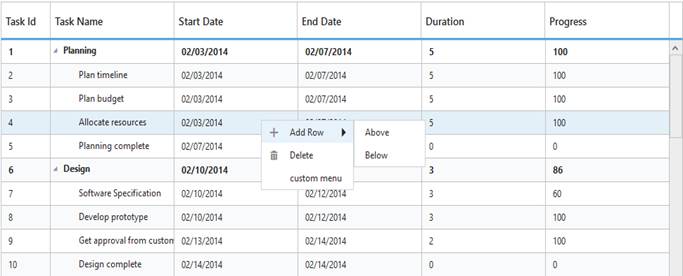 Task Id Task Name Start Date End Date Duration Progress
1 Planning 02/03/2014 02/07/2014 5 100
2 Plan timeline 02/03/2014 02/07/2014 5 100
3 Plan budget 02/03/2014 02/07/2014 5 100
4 Allocate resources 02/03/2014 5 100
Add Row Above
5 Planning complete 02/07/2014 0 0
Delete Below
6 Design 02/10/2014 3 86
custom menu
7 Software Specification 02/10/2014 02/12/2014 3 60
8 Develop prototype 02/10/2014 02/12/2014 3 100
9 Get approval from custom 02/13/2014 02/14/2014 2 100
10 Design complete 02/14/2014 02/14/2014 0 0